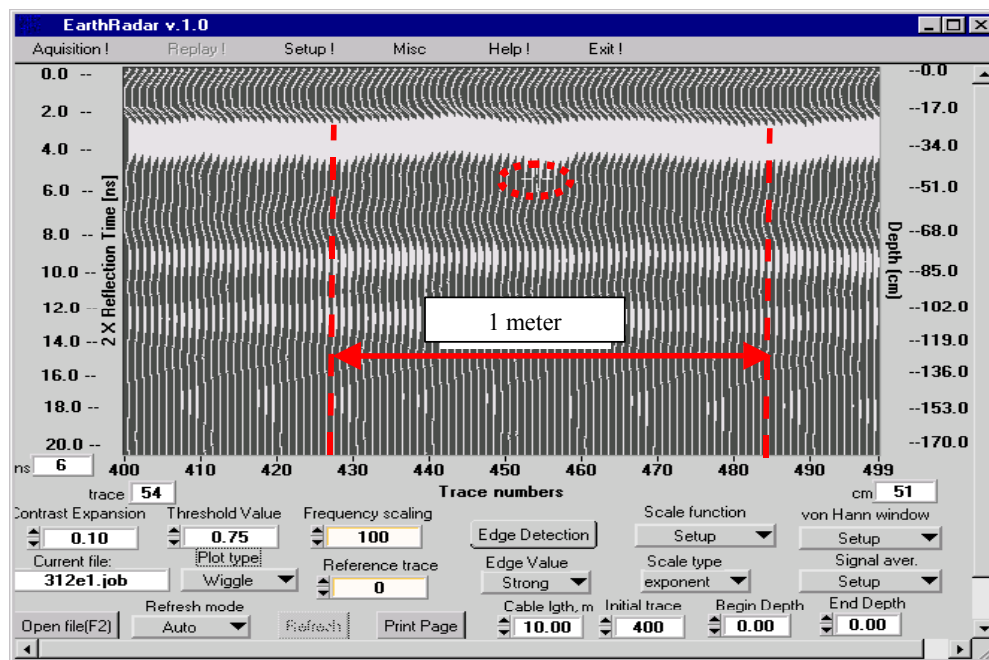 EarthRadar v.1.0
Aquisition ! Replay ! Setup ! Misc Help ! Exit !
0.0 -- --0.0
2.0 -- --17.0
4.0 -- --34.0
6.0 -- --51.0
8.0 -- --68.0
10.0 -- --85.0
12.0 -- --102.0
14.0 -- --119.0
16.0 -- --136.0
18.0 -- --153.0
20.0 -- --170.0
2 X Reflection Time [ns]
Depth (cm)
1 meter
ns 6
400 410 420 430 440 450 460 470 480 490 499
trace 54 Trace numbers cm 51
Contrast Expansion Threshold Value Frequency scaling Scale function von Hann window
0.10 0.75 100 Edge Detection Setup Setup
Current file: Plot type Reference trace Edge Value Scale type Signal aver.
312e1.job Wiggle 0 Strong exponent Setup
Refresh mode Cable lgth, m Initial trace Begin Depth End Depth
Open file(F2) Auto Refresh Print Page 10.00 400 0.00 0.00